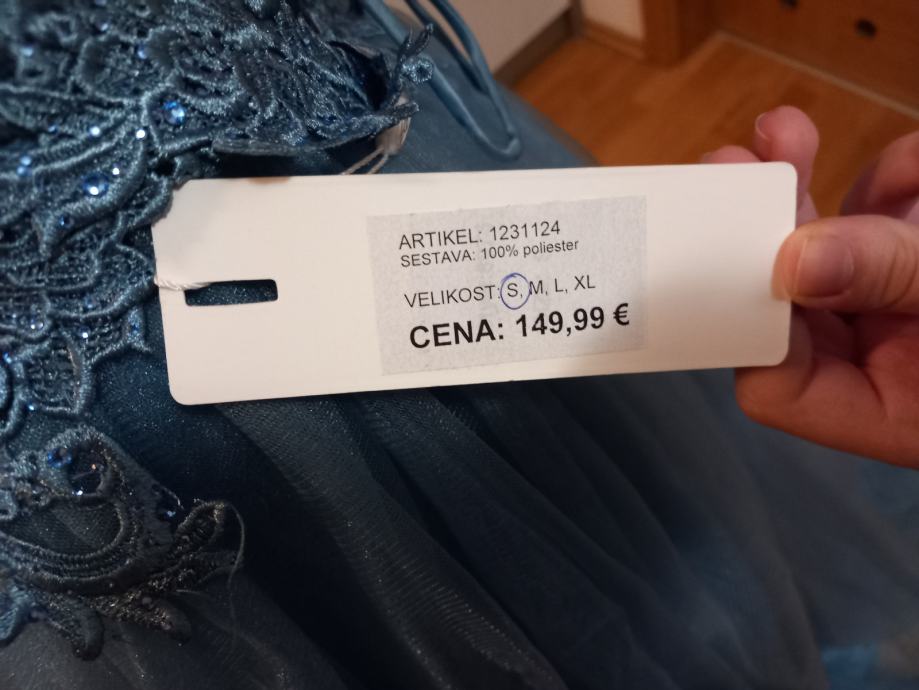 ARTIKEL: 1231124
SESTAVA: 100% poliester
VELIKOST: S, M, L, XL
CENA: 149,99 €